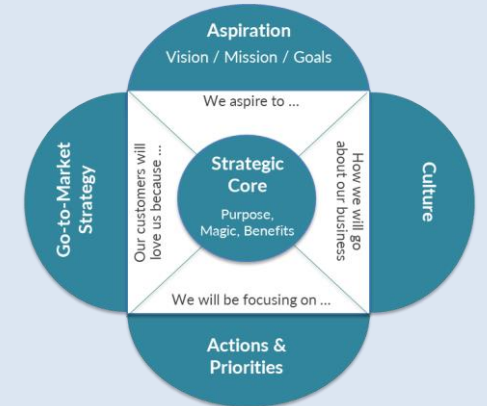 Aspiration
Vision / Mission / Goals
We aspire to ...
Go-to-Market
Strategy
Our customers will
love us because ...
Strategic
Core
Purpose,
Magic, Benefits
How we will go
about our business
Culture
We will be focusing on ...
Actions &
Priorities